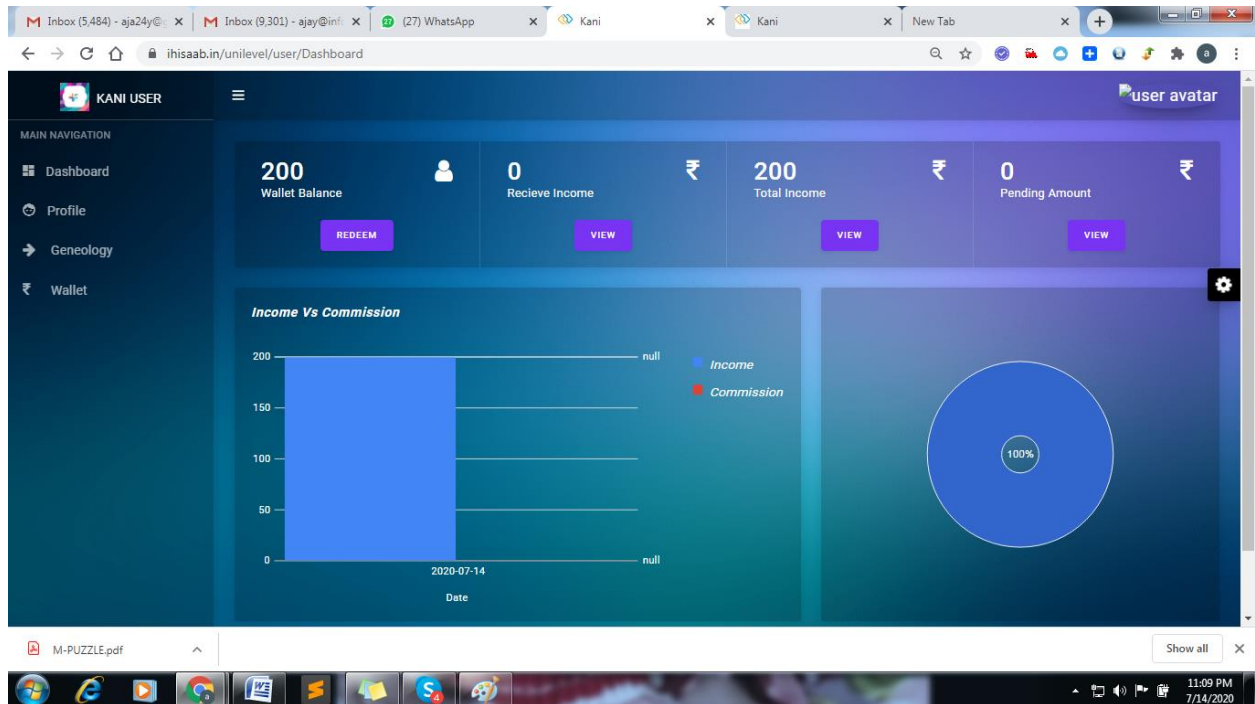 Inbox (5,484) - aja24y@
Inbox (9,301) - ajay@inf
(27) WhatsApp
Kani
Kani
New Tab
ihisaab.in/unilevel/user/Dashboard
a
KANI USER
user avatar
MAIN NAVIGATION
Dashboard
Profile
Geneology
Wallet
200
Wallet Balance
REDEEM
0
Recieve Income
₹
VIEW
200
Total Income
₹
VIEW
0
Pending Amount
₹
VIEW
Income Vs Commission
200
150
100
50
0
null
null
2020-07-14
Date
Income
Commission
100%
M-PUZZLE.pdf
Show all
11:09 PM
7/14/2020